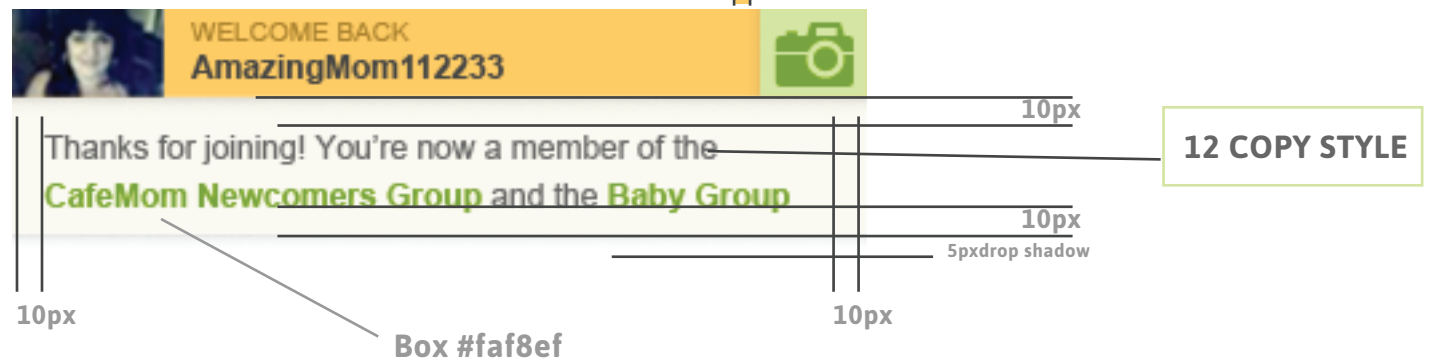 WELCOME BACK
AmazingMom112233
10px
Thanks for joining! You're now a member of the
12 COPY STYLE
CafeMom Newcomers Group and the Baby Group
10px
5pxdrop shadow
10px
10px
Box #faf8ef